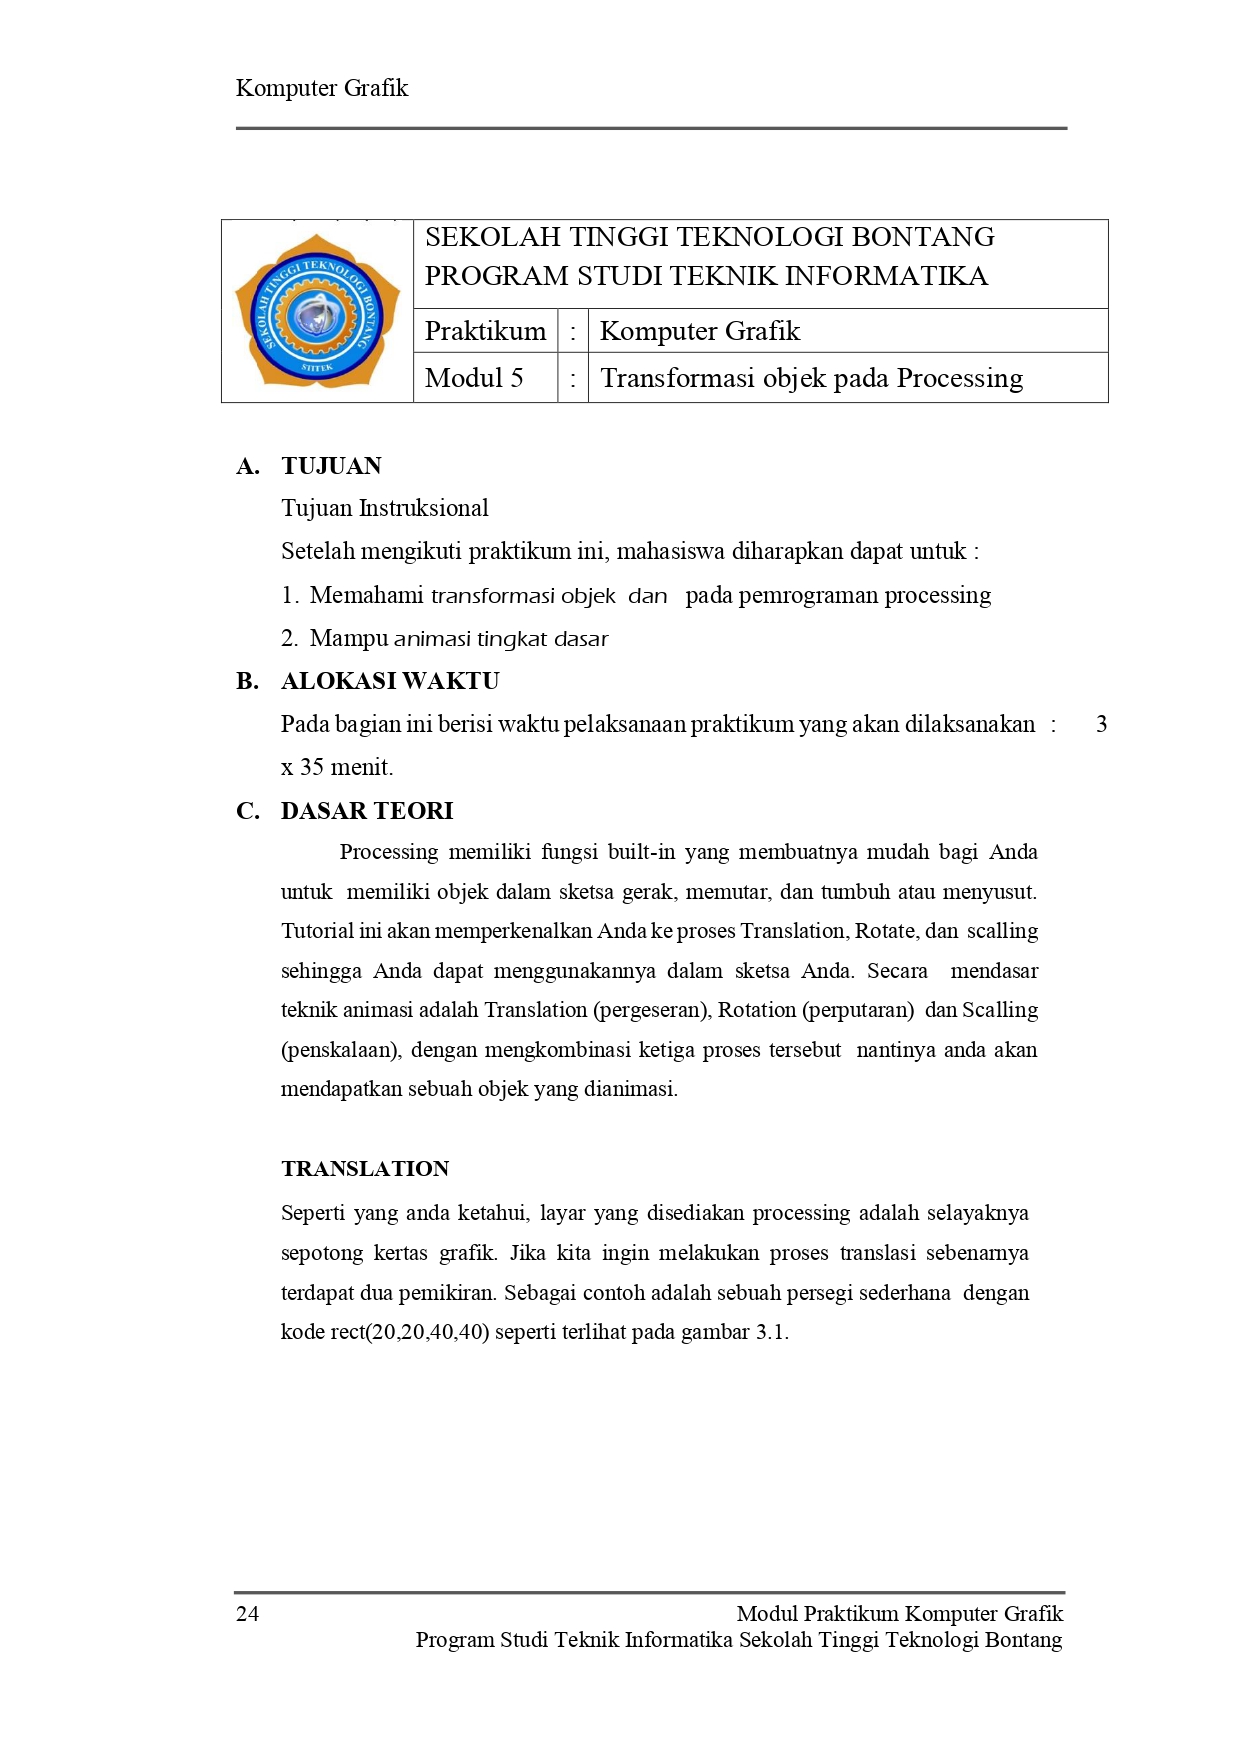 Komputer Grafik
SEKOLAH TINGGI TEKNOLOGI BONTANG
STITEK
SEKOLAH TINGGI TEKNOLOGI BONTANG
PROGRAM STUDI TEKNIK INFORMATIKA
Praktikum : Komputer Grafik
Modul 5 : Transformasi objek pada Processing
A. TUJUAN
Tujuan Instruksional
Setelah mengikuti praktikum ini, mahasiswa diharapkan dapat untuk :
1. Memahami transformasi objek dan pada pemrograman processing
2. Mampu animasi tingkat dasar
B. ALOKASI WAKTU
Pada bagian ini berisi waktu pelaksanaan praktikum yang akan dilaksanakan : 3
x 35 menit.
C. DASAR TEORI
Processing memiliki fungsi built-in yang membuatnya mudah bagi Anda
untuk memiliki objek dalam sketsa gerak, memutar, dan tumbuh atau menyusut.
Tutorial ini akan memperkenalkan Anda ke proses Translation, Rotate, dan scalling
sehingga Anda dapat menggunakannya dalam sketsa Anda. Secara mendasar
teknik animasi adalah Translation (pergeseran), Rotation (perputaran) dan Scalling
(penskalaan), dengan mengkombinasi ketiga proses tersebut nantinya anda akan
mendapatkan sebuah objek yang dianimasi.
TRANSLATION
Seperti yang anda ketahui, layar yang disediakan processing adalah selayaknya
sepotong kertas grafik. Jika kita ingin melakukan proses translasi sebenarnya
terdapat dua pemikiran. Sebagai contoh adalah sebuah persegi sederhana dengan
kode rect(20,20,40,40) seperti terlihat pada gambar 3.1.
24 Modul Praktikum Komputer Grafik
Program Studi Teknik Informatika Sekolah Tinggi Teknologi Bontang